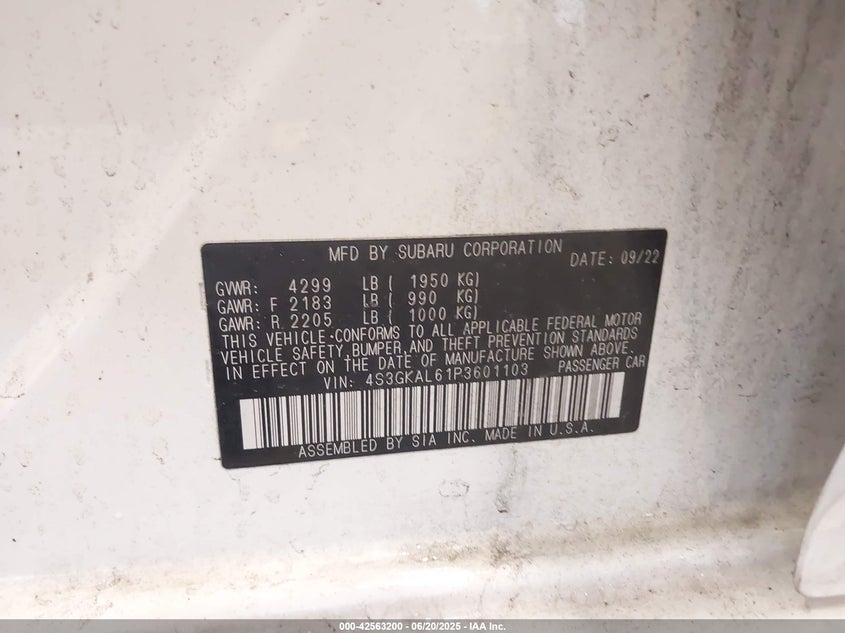 MFD BY SUBARU CORPORATION DATE: 09/22
GVWR: 4299 LB ( 1950 KG)
GAWR: F 2183 LB ( 990 KG)
GAWR: R 2205 LB ( 1000 KG)
THIS VEHICLE CONFORMS TO ALL APPLICABLE FEDERAL MOTOR
VEHICLE SAFETY, BUMPER, AND THEFT PREVENTION STANDARDS
IN EFFECT ON THE DATE OF MANUFACTURE SHOWN ABOVE.
VIN: 4S3GKAL61P3601103 PASSENGER CAR
ASSEMBLED BY SIA INC. MADE IN U.S.A.
000-42563200 - 06/20/2025 - IAA Inc.